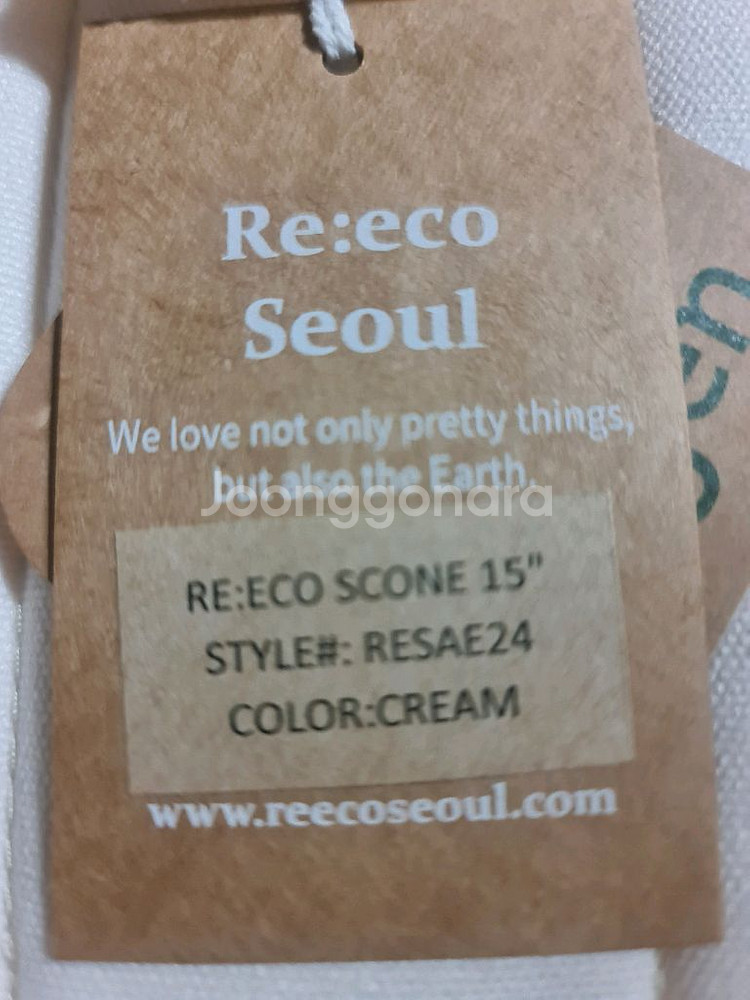 Re:eco
Seoul
We love not only pretty things,
but also the Earth.
Joonggonara
RE:ECO SCONE 15"
STYLE#: RESAE24
COLOR:CREAM
www.reecoseoul.com